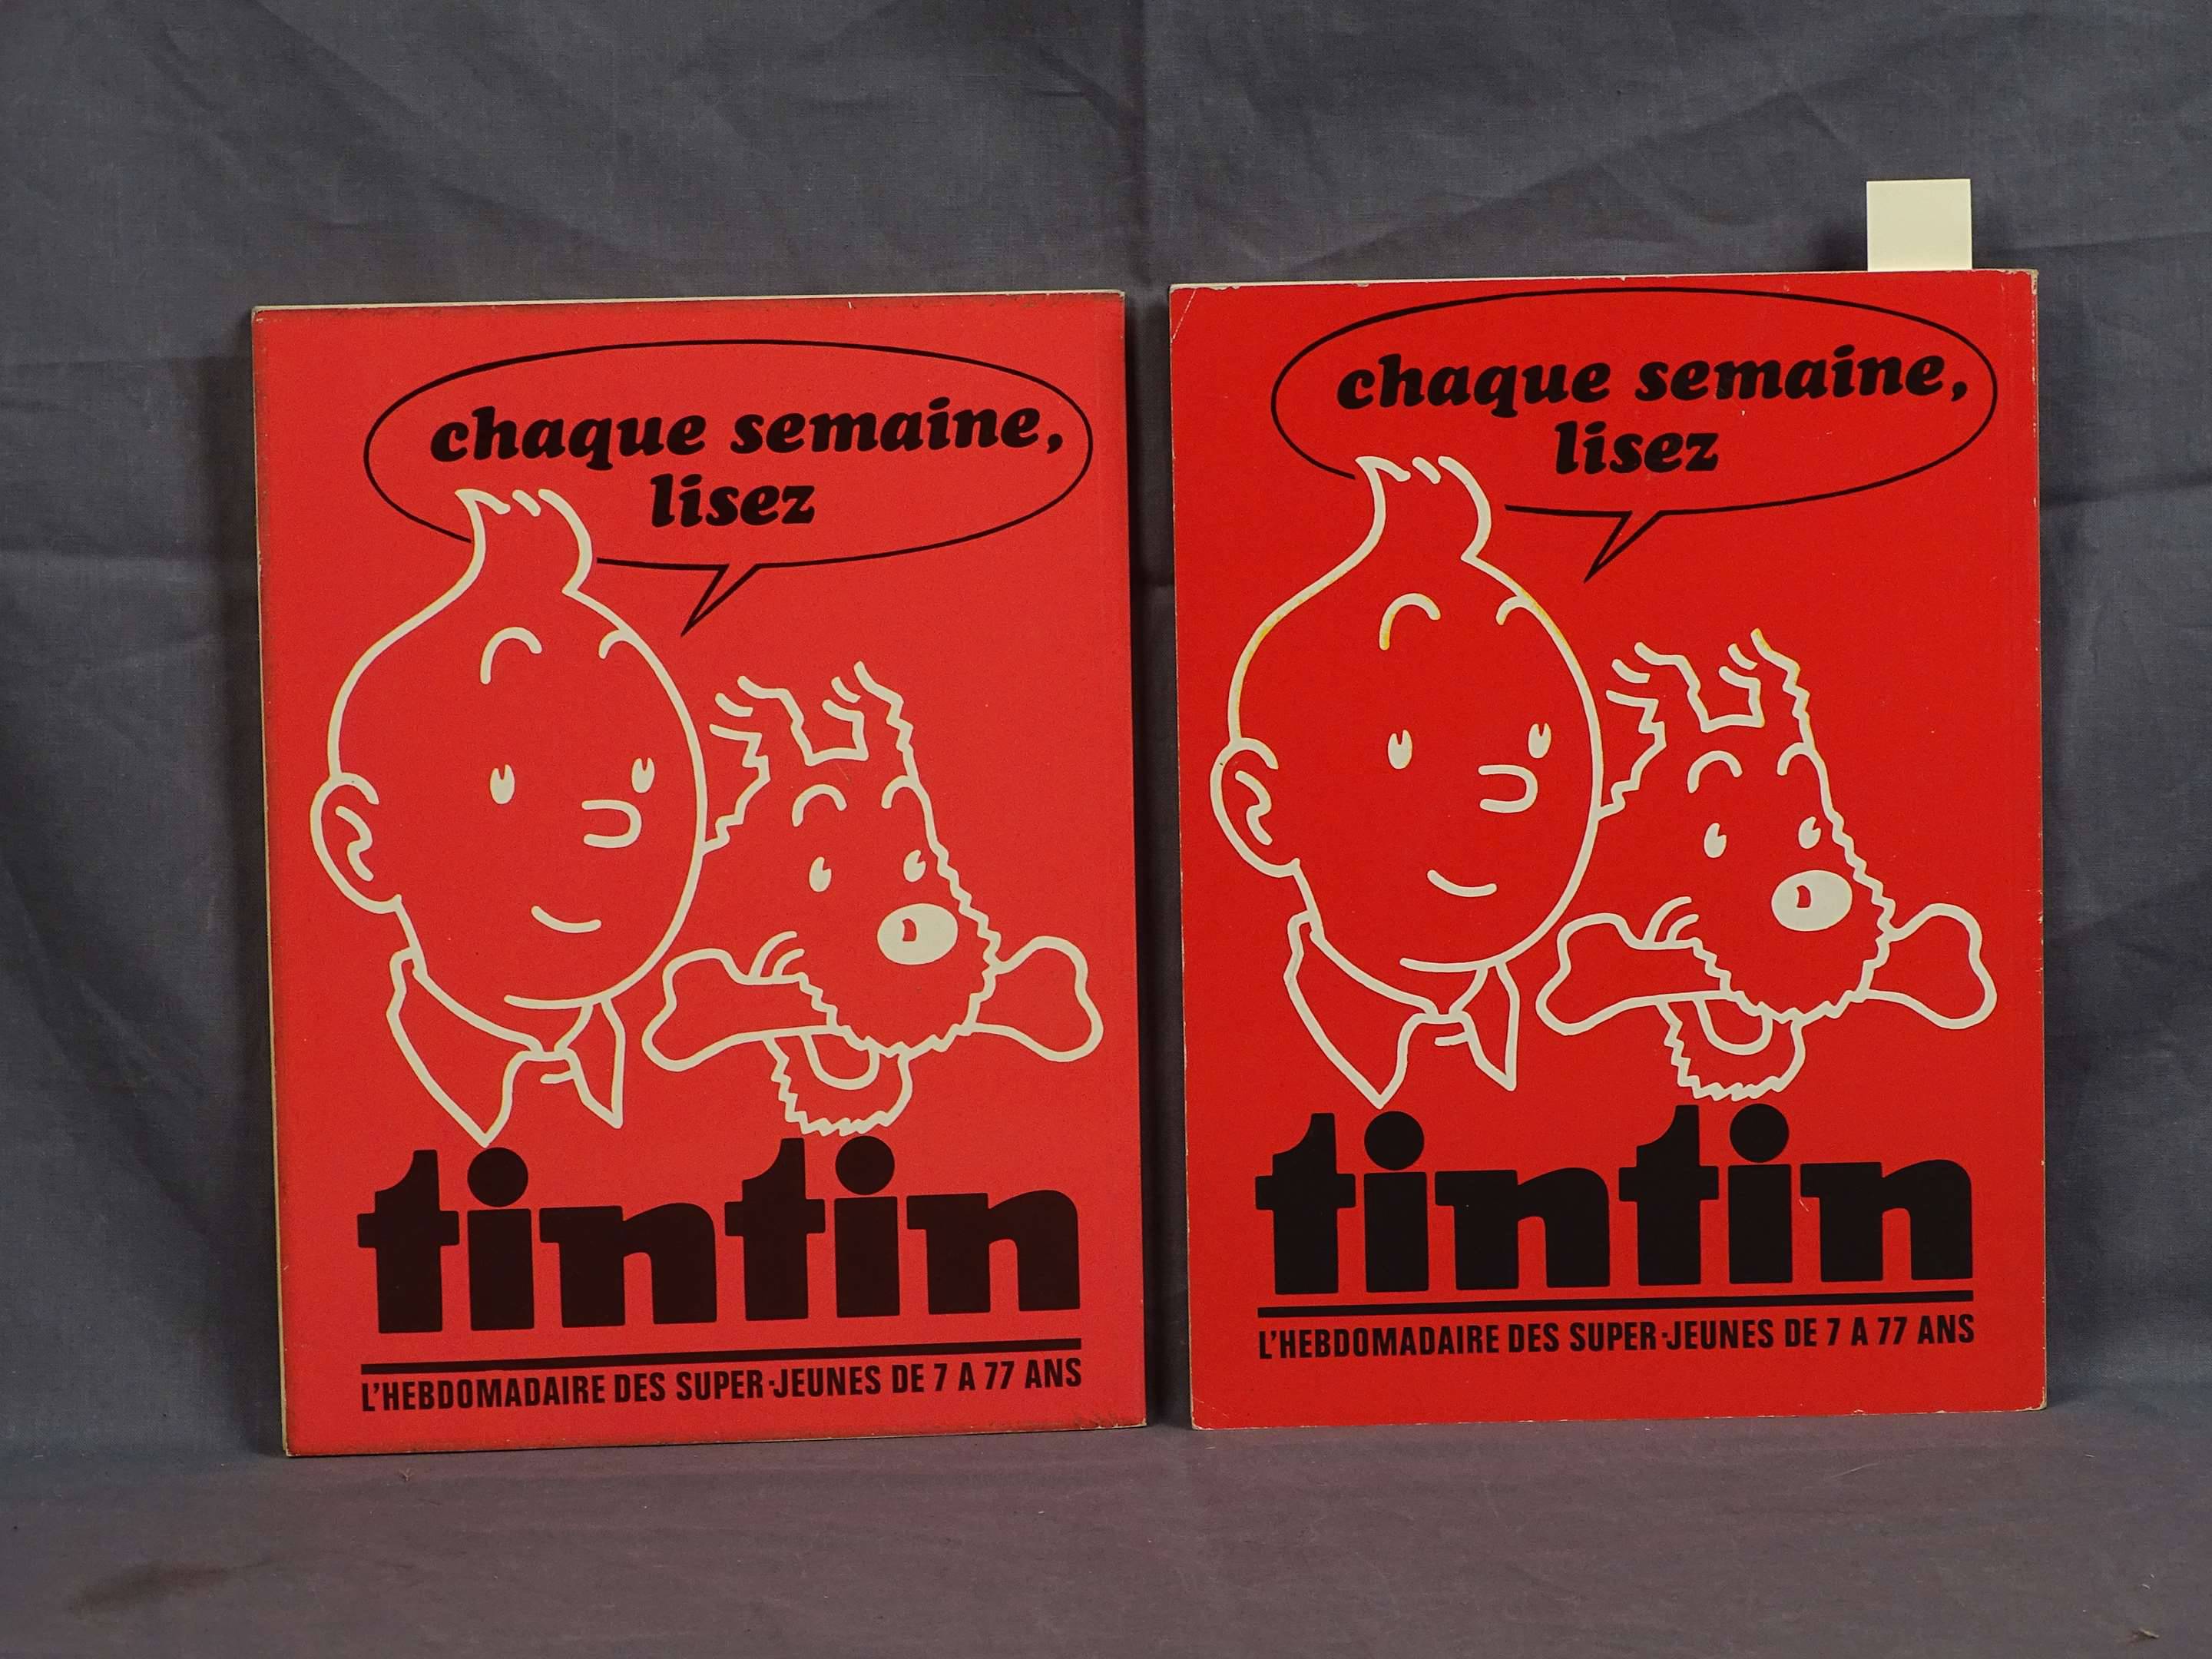 chaque semaine,
lisez
tintin
L'HEBDOMADAIRE DES SUPER-JEUNES DE 7 A 77 ANS
chaque semaine,
lisez
tintin
L'HEBDOMADAIRE DES SUPER-JEUNES DE 7 A 77 ANS